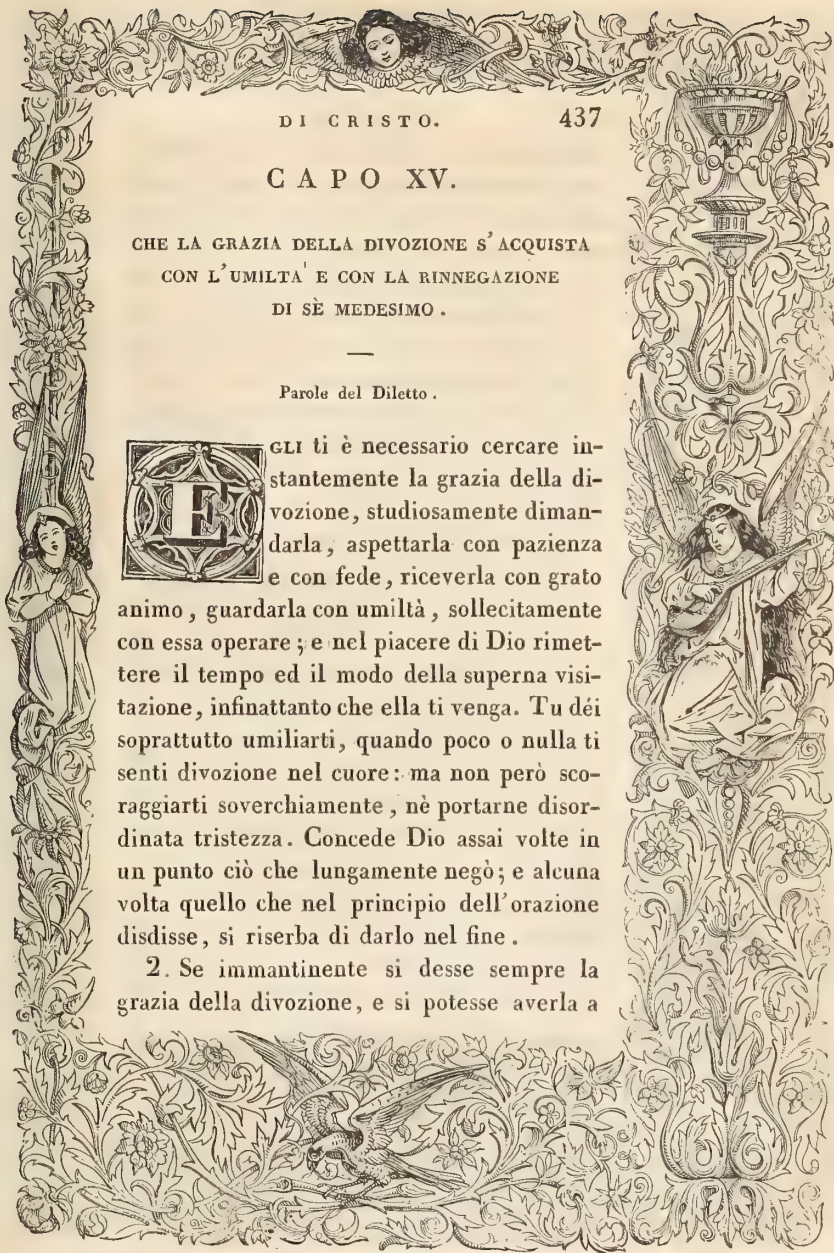 DI CRISTO. 437
CAPO XV.
CHE LA GRAZIA DELLA DIVOZIONE S'ACQUISTA
CON L'UMILTA' E CON LA RINNEGAZIONE
DI SÈ MEDESIMO .
Parole del Diletto .
EGLI ti è necessario cercare in-
stantemente la grazia della di-
vozione, studiosamente diman-
darla, aspettarla con pazienza
e con fede, riceverla con grato
animo, guardarla con umiltà, sollecitamente
con essa operare; e nel piacere di Dio rimet-
tere il tempo ed il modo della superna visi-
tazione, infinattanto che ella ti venga. Tu déi
soprattutto umiliarti, quando poco o nulla ti
senti divozione nel cuore: ma non però sco-
raggiarti soverchiamente, nè portarne disor-
dinata tristezza. Concede Dio assai volte in
un punto ciò che lungamente negò; e alcuna
volta quello che nel principio dell'orazione
disdisse, si riserba di darlo nel fine.
2. Se immantinente si desse sempre la
grazia della divozione, e si potesse averla a